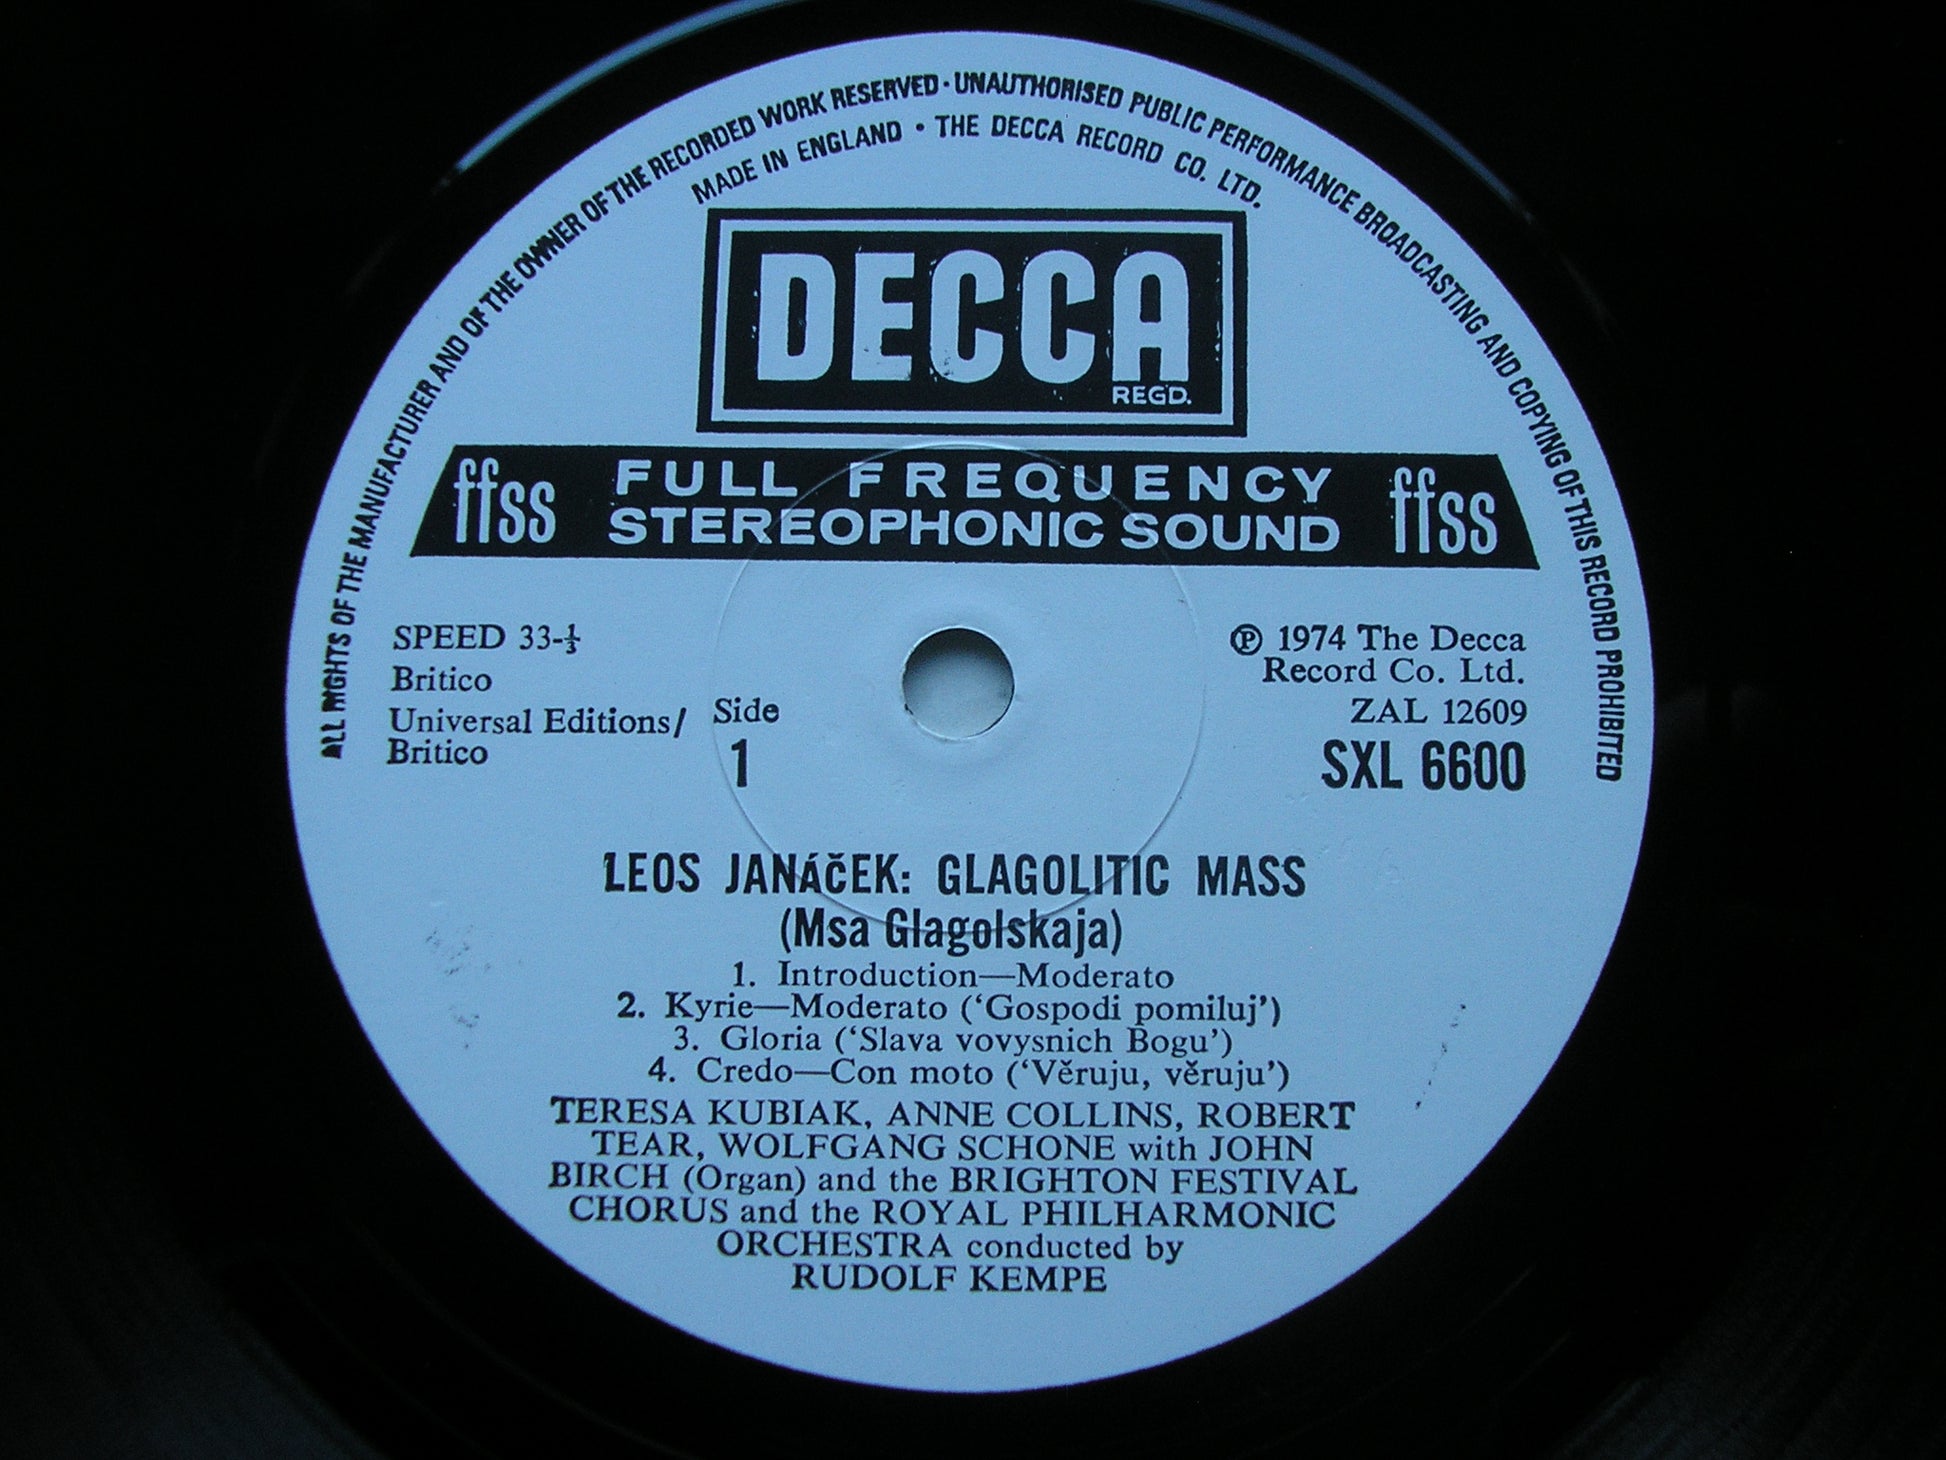 ALL RIGHTS OF THE MANUFACTURER AND OF THE OWNER OF THE RECORDED WORK RESERVED · UNAUTHORISED PUBLIC PERFORMANCE BROADCASTING AND COPYING OF THIS RECORD PROHIBITED
MADE IN ENGLAND • THE DECCA RECORD CO. LTD.
DECCA
REGD.
ffss FULL FREQUENCY ffss
STEREOPHONIC SOUND
SPEED 33-⅓
Britico
Universal Editions/
Britico
Side
1
℗ 1974 The Decca
Record Co. Ltd.
ZAL 12609
SXL 6600
LEOS JANÁČEK: GLAGOLITIC MASS
(Msa Glagolskaja)
1. Introduction—Moderato
2. Kyrie—Moderato (‘Gospodi pomiluj’)
3. Gloria (‘Slava vovysnich Bogu’)
4. Credo—Con moto (‘Věruju, věruju’)
TERESA KUBIAK, ANNE COLLINS, ROBERT
TEAR, WOLFGANG SCHONE with JOHN
BIRCH (Organ) and the BRIGHTON FESTIVAL
CHORUS and the ROYAL PHILHARMONIC
ORCHESTRA conducted by
RUDOLF KEMPE